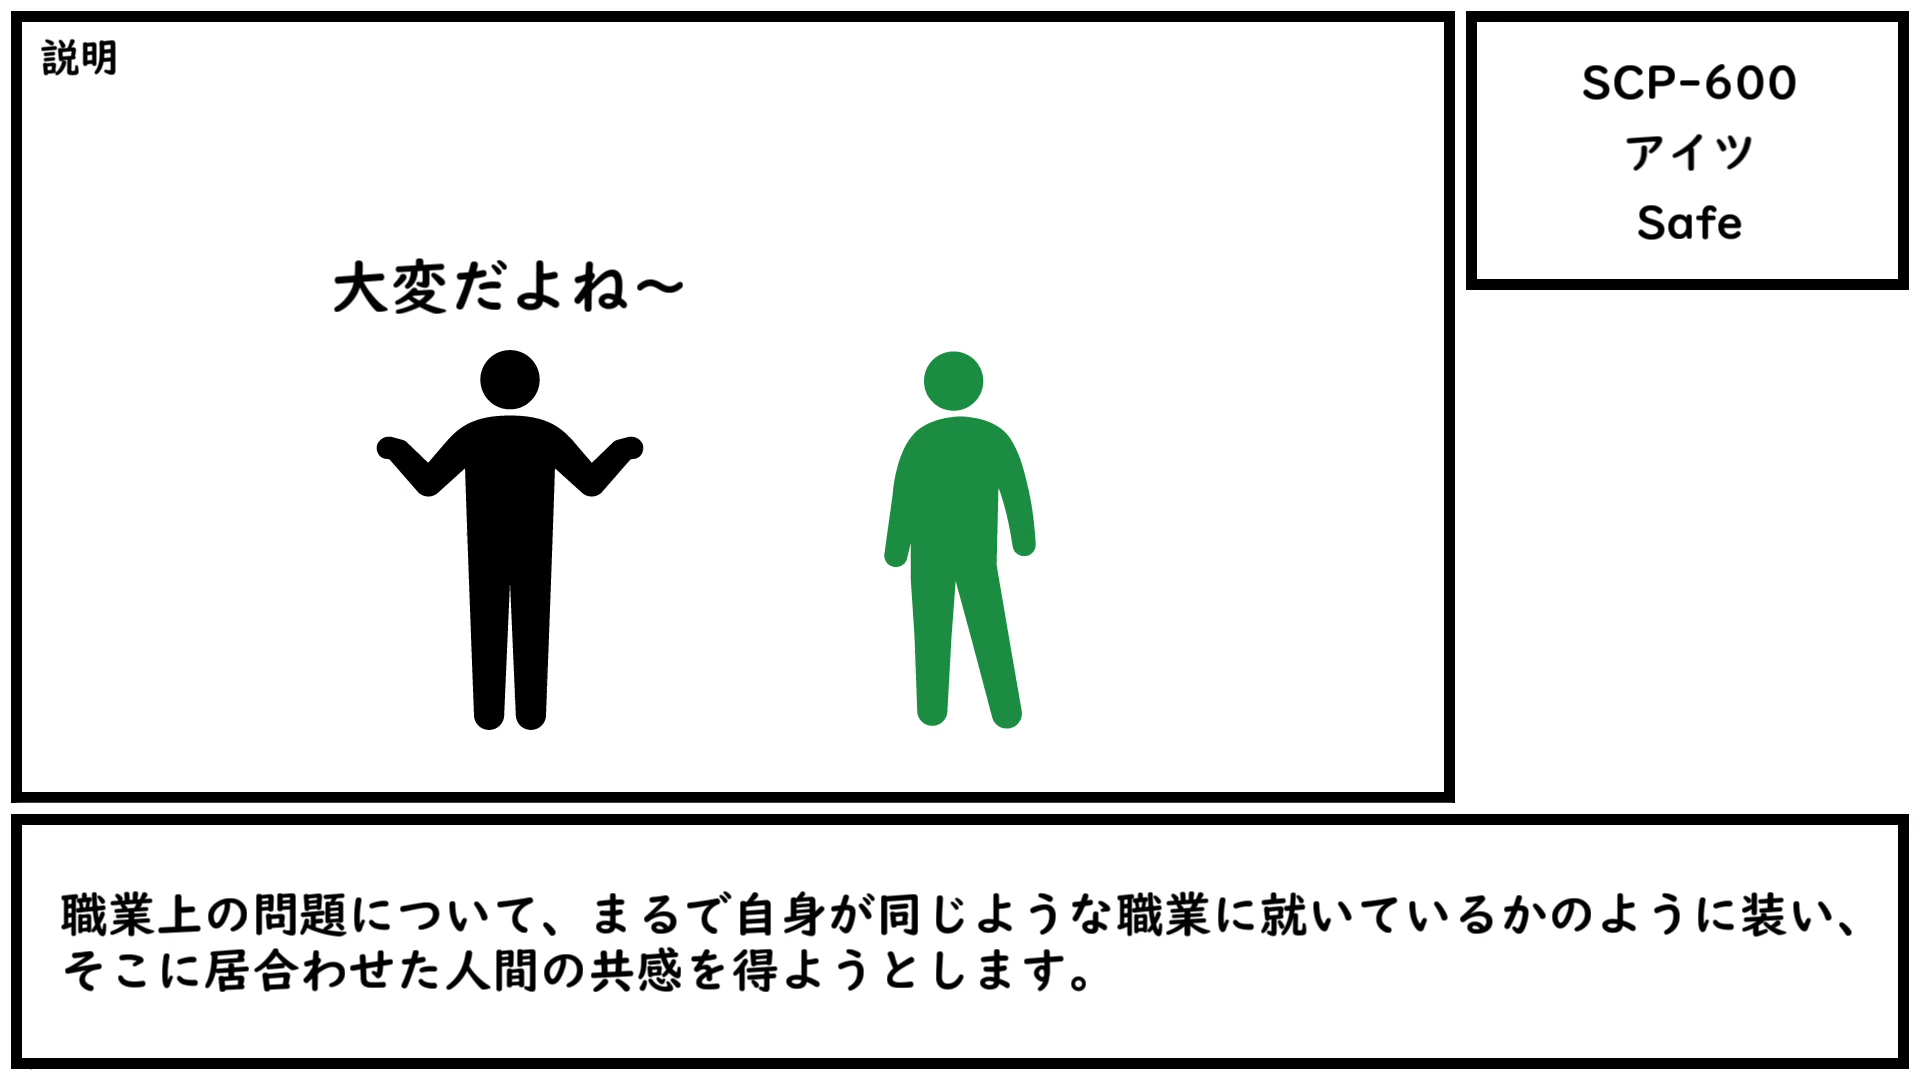 説明
大変だよね～
SCP-600
アイツ
Safe
職業上の問題について、まるで自身が同じような職業に就いているかのように装い、
そこに居合わせた人間の共感を得ようとします。